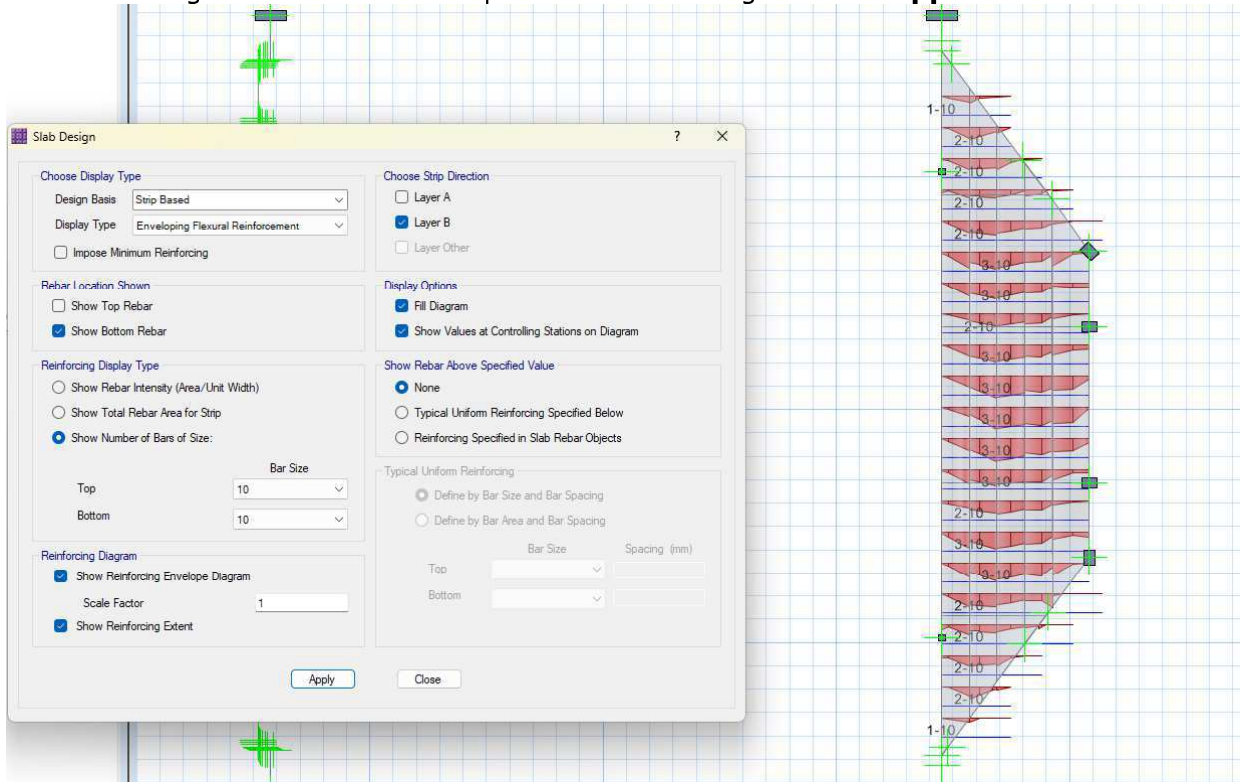 Slab Design
?
Choose Display Type
Design Basis Strip Based
Display Type Enveloping Flexural Reinforcement
Impose Minimum Reinforcing
Rebar Location Shown
Show Top Rebar
Show Bottom Rebar
Reinforcing Display Type
Show Rebar Intensity (Area/Unit Width)
Show Total Rebar Area for Strip
Show Number of Bars of Size:
Bar Size
Top 10
Bottom 10
Reinforcing Diagram
Show Reinforcing Envelope Diagram
Scale Factor 1
Show Reinforcing Extent
Choose Strip Direction
Layer A
Layer B
Layer Other
Display Options
Fill Diagram
Show Values at Controlling Stations on Diagram
Show Rebar Above Specified Value
None
Typical Uniform Reinforcing Specified Below
Reinforcing Specified in Slab Rebar Objects
Typical Uniform Reinforcing
Define by Bar Size and Bar Spacing
Define by Bar Area and Bar Spacing
Bar Size Spacing (mm)
Top
Bottom
Apply Close
1-10
2-10
2-10
2-10
2-10
3-10
3-10
2-10
3-10
3-10
3-10
3-10
3-10
2-10
3-10
3-10
2-10
2-10
2-10
2-10
1-10